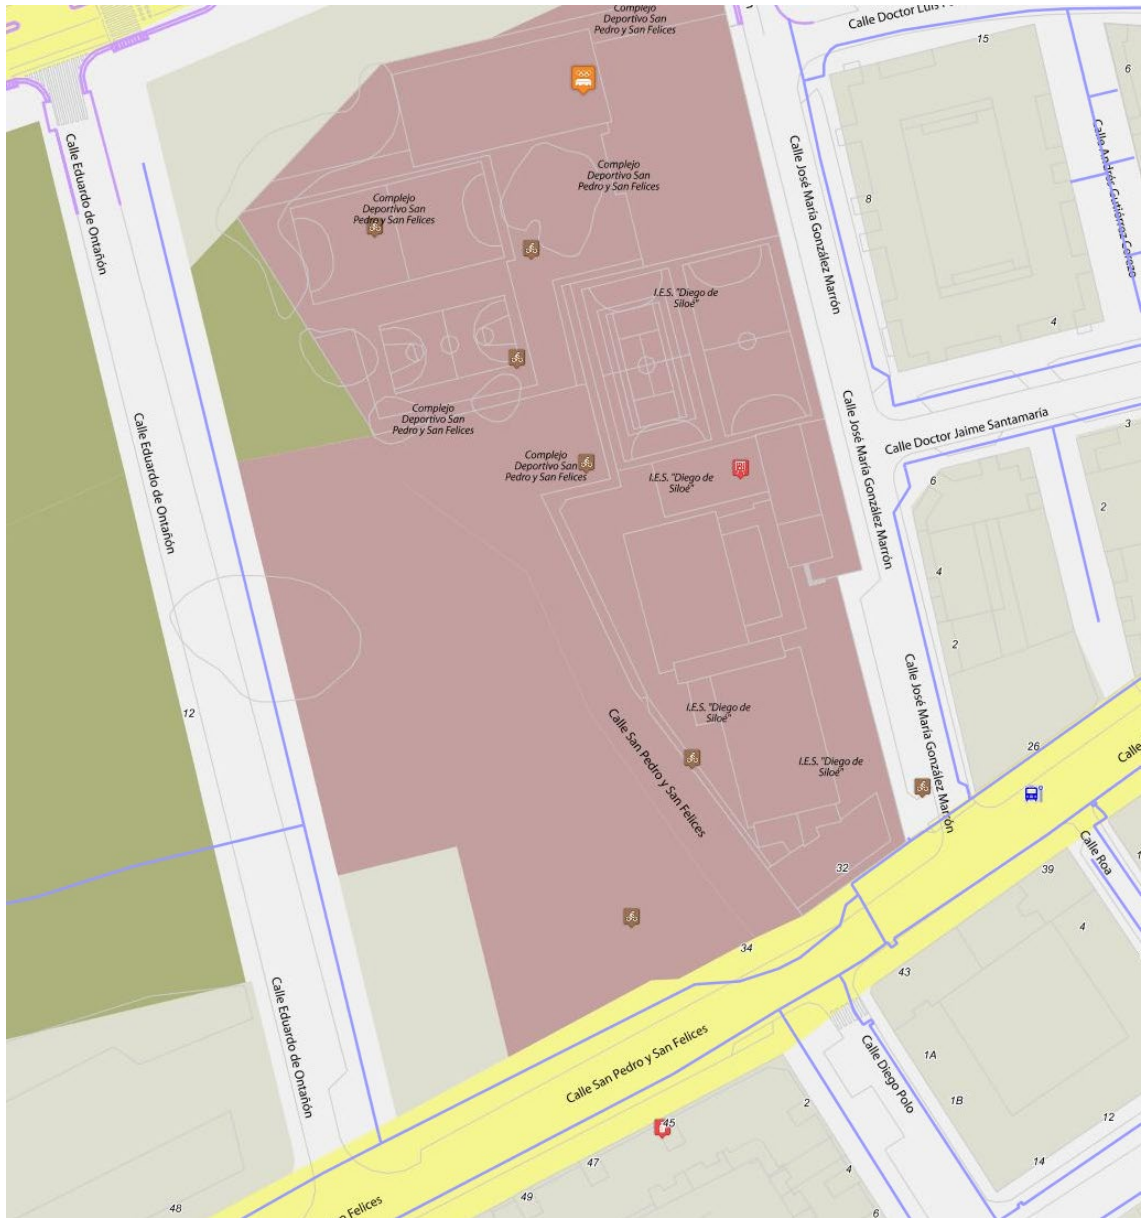 Complejo
Deportivo San
Pedro y San Felices
Calle Doctor Luis
15
6
Calle Eduardo de Ontañón
Calle José María González Marrón
Calle Andrés Gutiérrez Cerezo
Complejo
Deportivo San
Pedro y San Felices
Complejo
Deportivo San
Pedro y San Felices
8
I.E.S. "Diego de
Siloé"
4
Calle Eduardo de Ontañón
Complejo
Deportivo San
Pedro y San Felices
Calle José María González Marrón
Calle Doctor Jaime Santamaría
3
Complejo
Deportivo San
Pedro y San Felices
I.E.S. "Diego de
Siloé"
6
2
4
2
12
Calle San Pedro y San Felices
I.E.S. "Diego de
Siloé"
Calle José María González Marrón
I.E.S. "Diego de
Siloé"
26
Calle
Calle Roa
32
39
34
4
43
Calle Eduardo de Ontañón
Calle San Pedro y San Felices
Calle Diego Polo
1A
1B
2
12
45
47
4
14
49
48
Felices
6